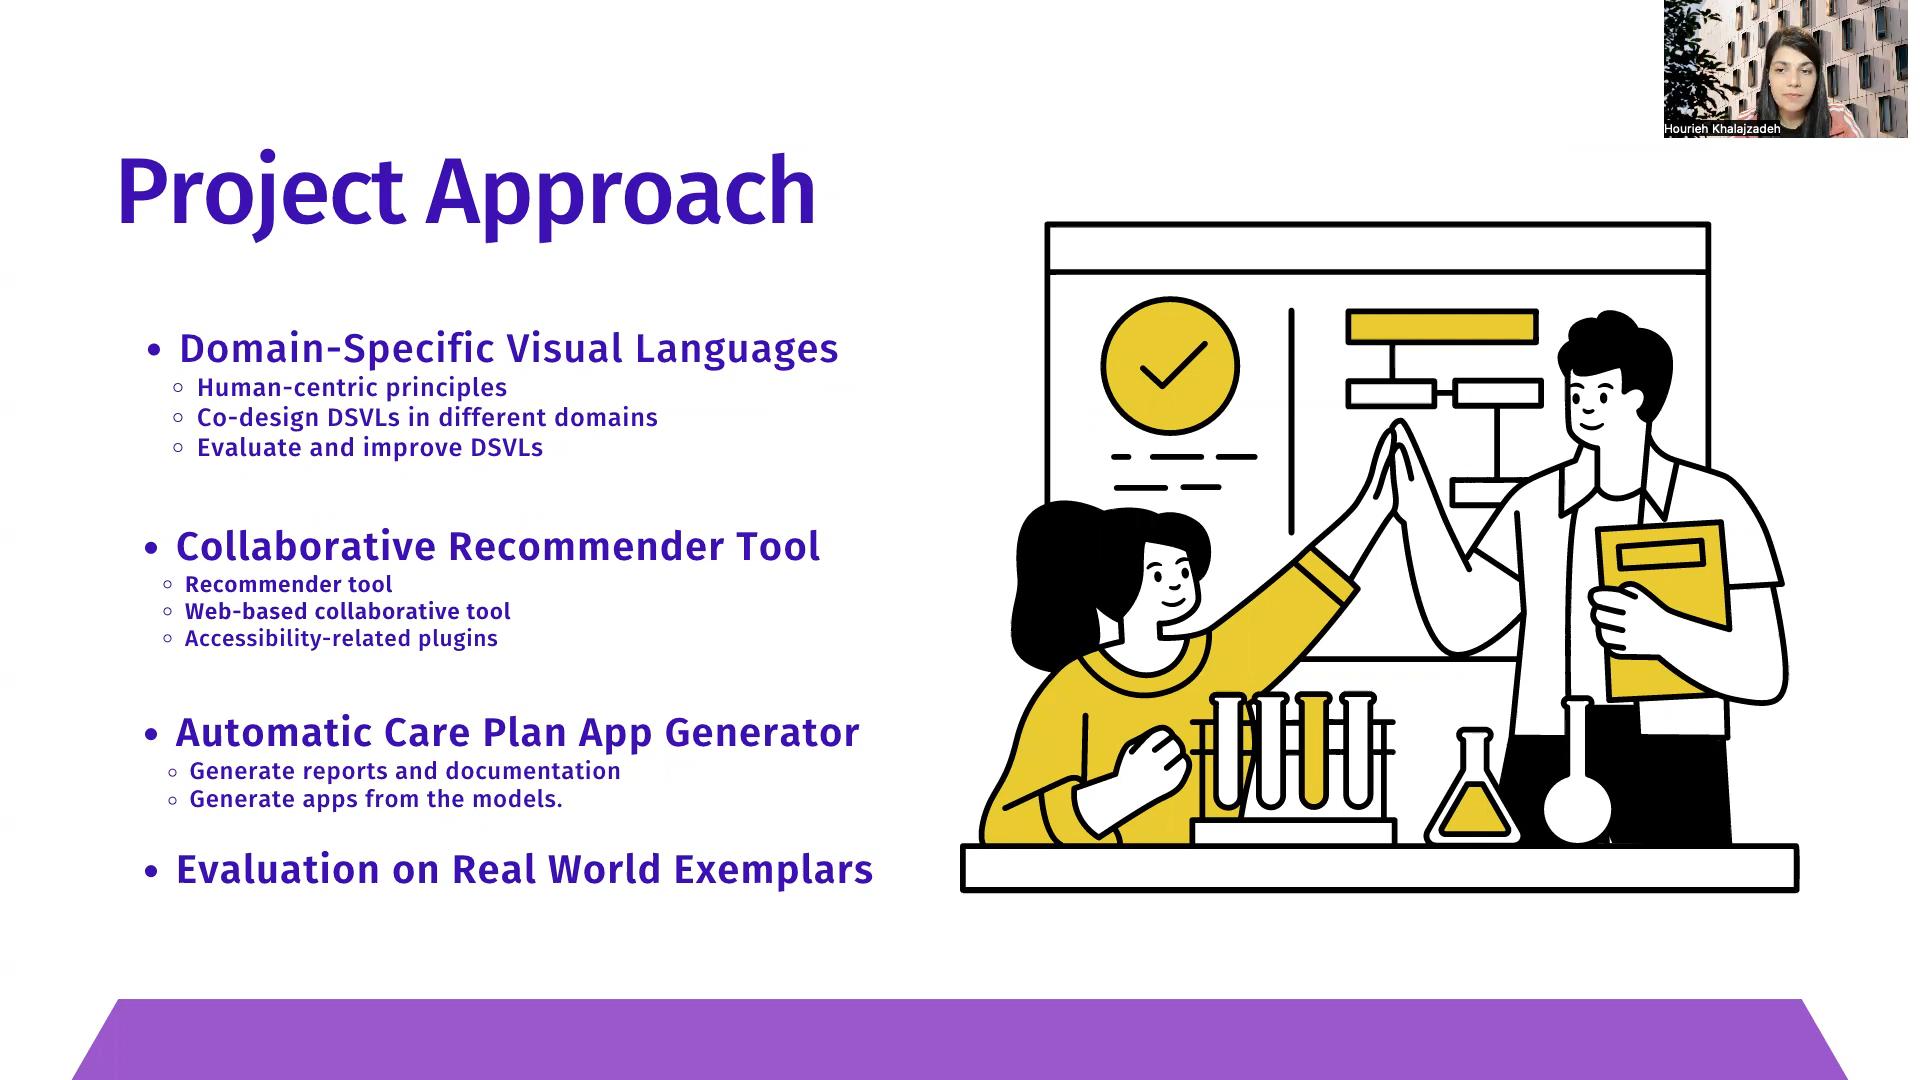 Hourieh Khalajzadeh
Project Approach
• Domain-Specific Visual Languages
◦ Human-centric principles
◦ Co-design DSVLs in different domains
◦ Evaluate and improve DSVLs
• Collaborative Recommender Tool
◦ Recommender tool
◦ Web-based collaborative tool
◦ Accessibility-related plugins
• Automatic Care Plan App Generator
◦ Generate reports and documentation
◦ Generate apps from the models.
• Evaluation on Real World Exemplars